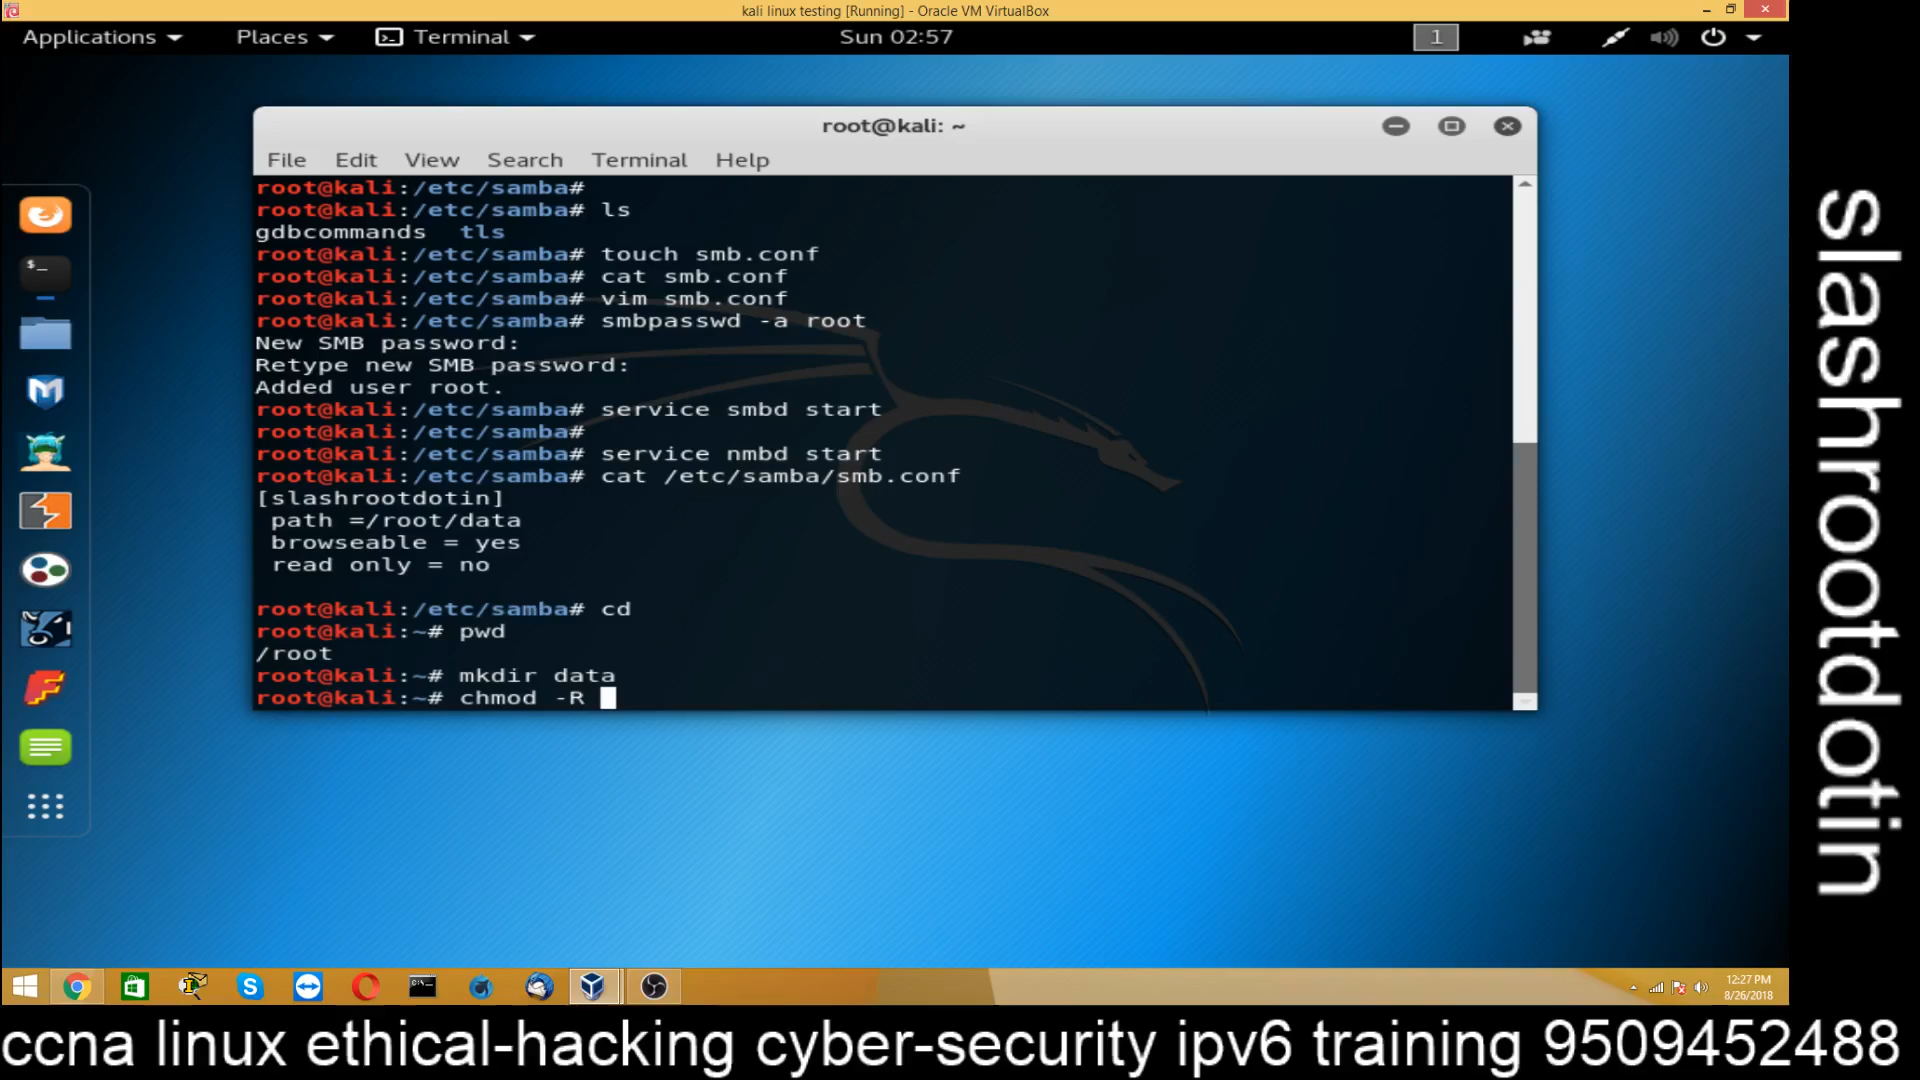 kali linux testing [Running] - Oracle VM VirtualBox
Applications Places Terminal Sun 02:57 1
root@kali: ~
File Edit View Search Terminal Help
root@kali:/etc/samba#
root@kali:/etc/samba# ls
gdbcommands tls
root@kali:/etc/samba# touch smb.conf
root@kali:/etc/samba# cat smb.conf
root@kali:/etc/samba# vim smb.conf
root@kali:/etc/samba# smbpasswd -a root
New SMB password:
Retype new SMB password:
Added user root.
root@kali:/etc/samba# service smbd start
root@kali:/etc/samba#
root@kali:/etc/samba# service nmbd start
root@kali:/etc/samba# cat /etc/samba/smb.conf
[slashrootdotin]
path =/root/data
browseable = yes
read only = no
root@kali:/etc/samba# cd
root@kali:~# pwd
/root
root@kali:~# mkdir data
root@kali:~# chmod -R
slashrootdotin
12:27 PM
8/26/2018
ccna linux ethical-hacking cyber-security ipv6 training 9509452488